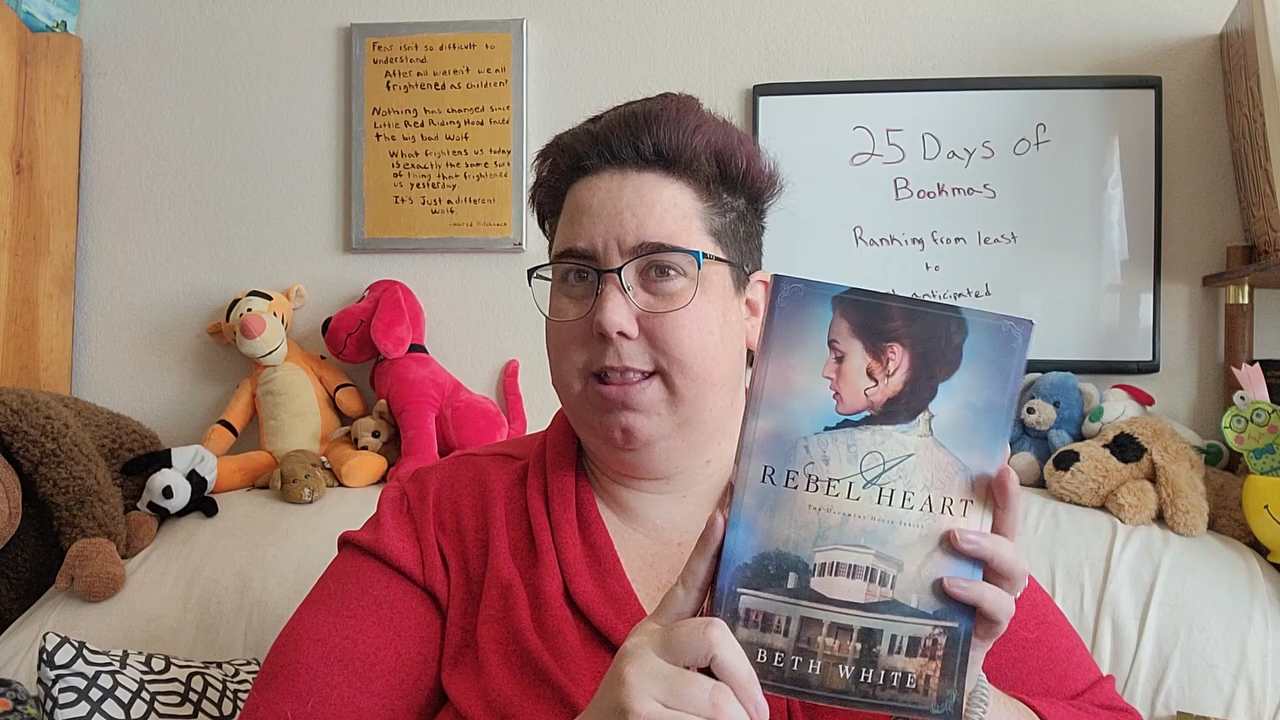 Fear isn't so difficult to
understand.
After all weren't we all
frightened as children?
Nothing has changed since
Little Red Riding Hood faced
the big bad Wolf
What frightens us today
is exactly the same sort
of thing that frightened
us yesterday.
It's Just a different
Wolf.
25 Days of
Bookmas
Ranking from least
to
anticipated
A
REBEL HEART
BETH WHITE